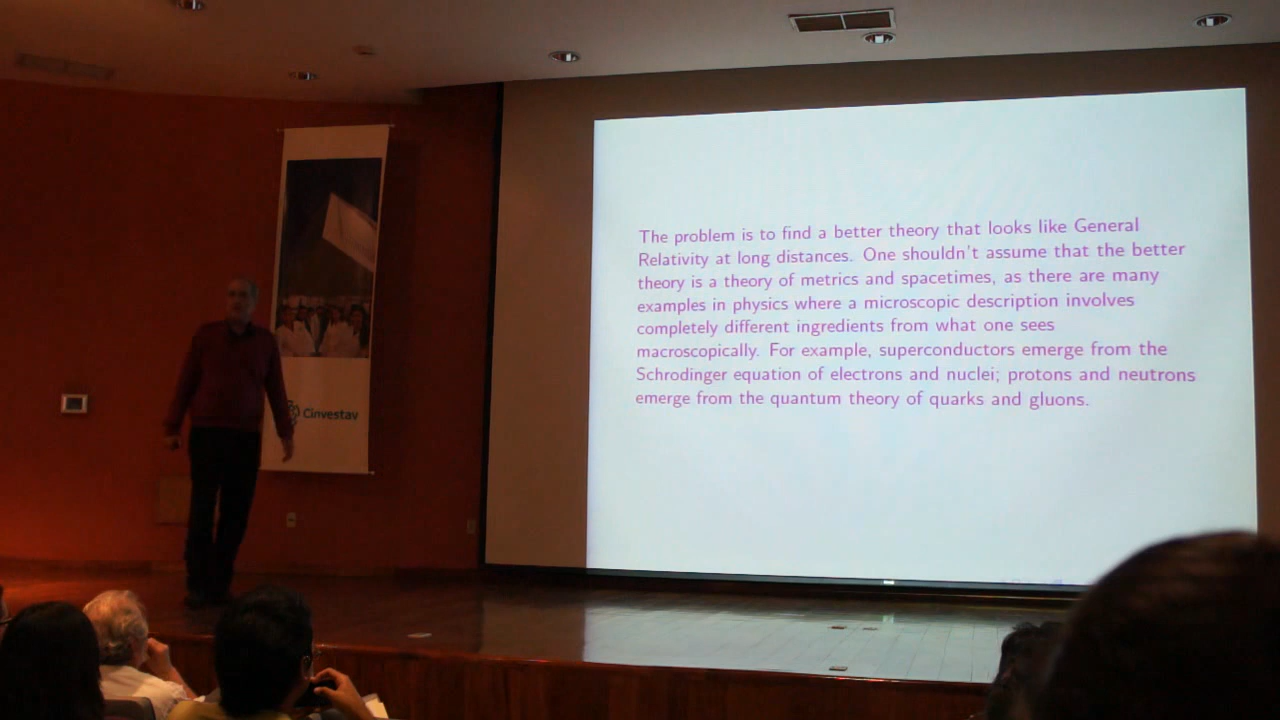 The problem is to find a better theory that looks like General
Relativity at long distances. One shouldn't assume that the better
theory is a theory of metrics and spacetimes, as there are many
examples in physics where a microscopic description involves
completely different ingredients from what one sees
macroscopically. For example, superconductors emerge from the
Schrodinger equation of electrons and nuclei; protons and neutrons
emerge from the quantum theory of quarks and gluons.
Cinvestav